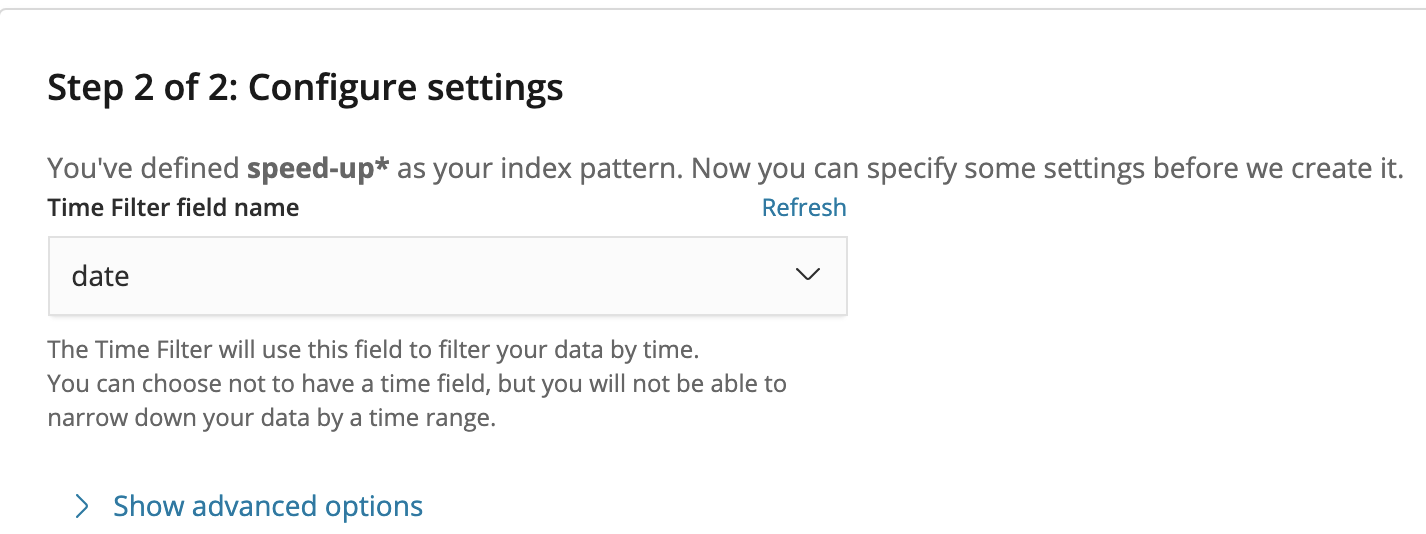 Step 2 of 2: Configure settings
You've defined speed-up* as your index pattern. Now you can specify some settings before we create it.
Time Filter field name Refresh
date
The Time Filter will use this field to filter your data by time.
You can choose not to have a time field, but you will not be able to
narrow down your data by a time range.
Show advanced options